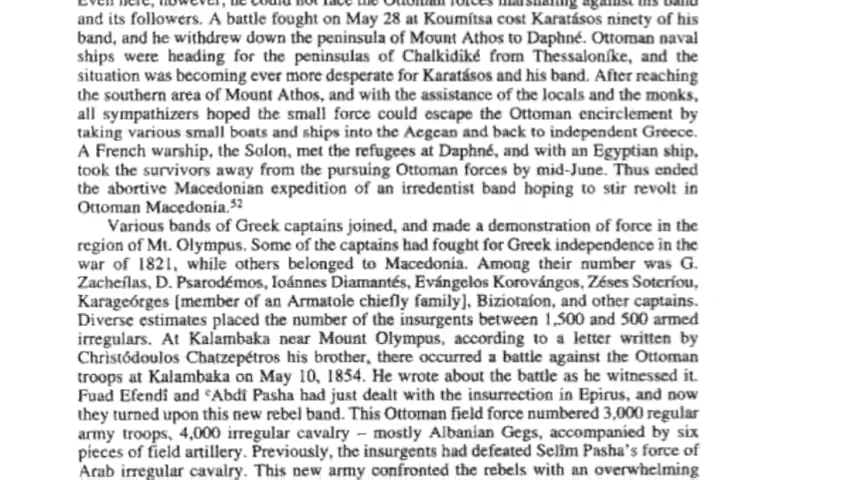 Even here, however, he could not face the Ottoman forces marshaling against his band
and its followers. A battle fought on May 28 at Koumítsa cost Karatásos ninety of his
band, and he withdrew down the peninsula of Mount Athos to Daphné. Ottoman naval
ships were heading for the peninsulas of Chalkidiké from Thessaloníke, and the
situation was becoming ever more desperate for Karatásos and his band. After reaching
the southern area of Mount Athos, and with the assistance of the locals and the monks,
all sympathizers hoped the small force could escape the Ottoman encirclement by
taking various small boats and ships into the Aegean and back to independent Greece.
A French warship, the Solon, met the refugees at Daphné, and with an Egyptian ship,
took the survivors away from the pursuing Ottoman forces by mid-June. Thus ended
the abortive Macedonian expedition of an irredentist band hoping to stir revolt in
Ottoman Macedonia.52
Various bands of Greek captains joined, and made a demonstration of force in the
region of Mt. Olympus. Some of the captains had fought for Greek independence in the
war of 1821, while others belonged to Macedonia. Among their number was G.
Zacheílas, D. Psarodémos, Ioánnes Diamantés, Evángelos Korovángos, Zéses Soteríou,
Karageórges [member of an Armatole chiefly family], Biziotaíon, and other captains.
Diverse estimates placed the number of the insurgents between 1,500 and 500 armed
irregulars. At Kalambaka near Mount Olympus, according to a letter written by
Christódoulos Chatzepétros his brother, there occurred a battle against the Ottoman
troops at Kalambaka on May 10, 1854. He wrote about the battle as he witnessed it.
Fuad Efendî and ᶜAbdî Pasha had just dealt with the insurrection in Epirus, and now
they turned upon this new rebel band. This Ottoman field force numbered 3,000 regular
army troops, 4,000 irregular cavalry – mostly Albanian Gegs, accompanied by six
pieces of field artillery. Previously, the insurgents had defeated Selîm Pasha's force of
Arab irregular cavalry. This new army confronted the rebels with an overwhelming